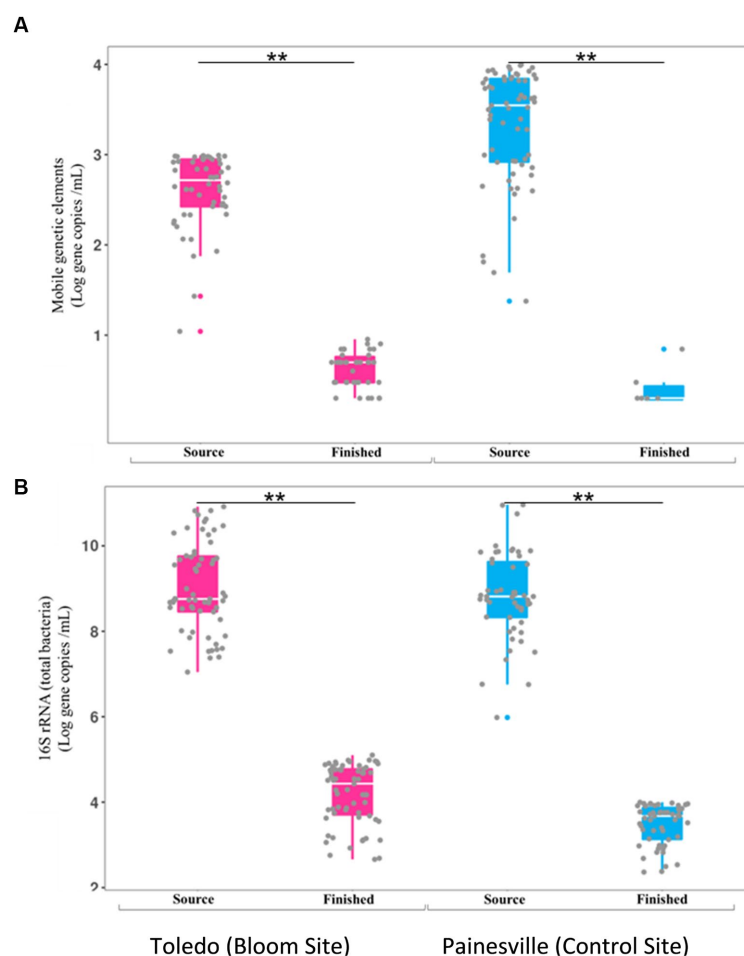 A
**
**
4
3
2
1
Mobile genetic elements
(Log gene copies /mL)
Source
Finished
Source
Finished
B
**
**
10
8
6
4
2
16S rRNA (total bacteria)
(Log gene copies /mL)
Source
Finished
Source
Finished
Toledo (Bloom Site)
Painesville (Control Site)